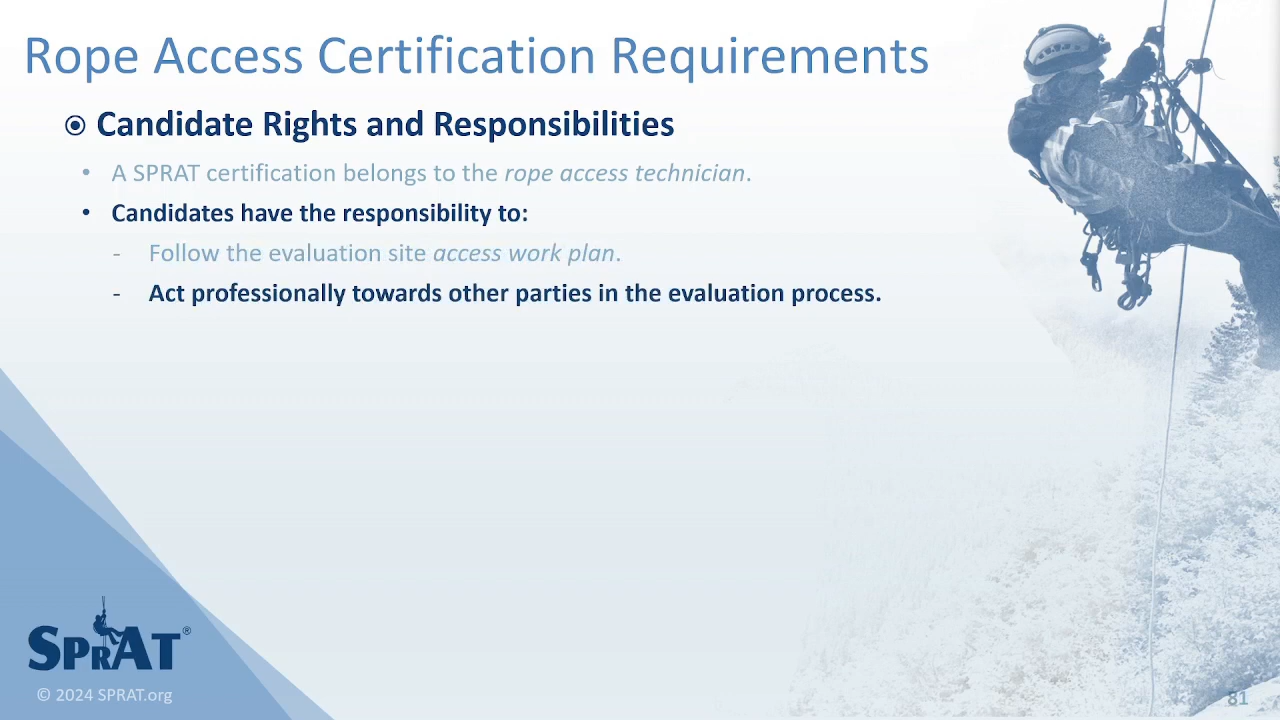 Rope Access Certification Requirements
Candidate Rights and Responsibilities
• A SPRAT certification belongs to the rope access technician.
• Candidates have the responsibility to:
- Follow the evaluation site access work plan.
- Act professionally towards other parties in the evaluation process.
SPRAT®
© 2024 SPRAT.org
81